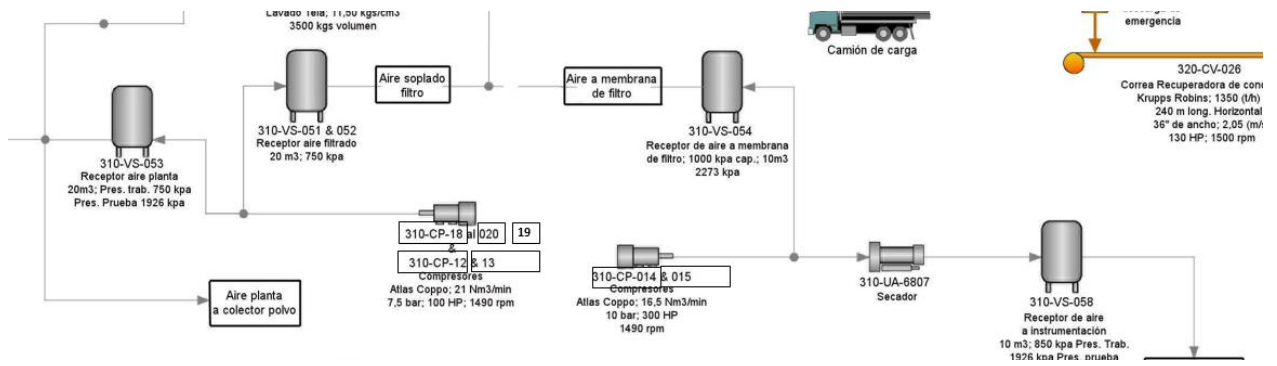 Lavado Tela; 11,50 kgs/cm3
3500 kgs volumen
Camión de carga
emergencia
320-CV-026
Correa Recuperadora de
Krupps Robins; 1350 (t/h)
240 m long. Horizontal
36" de ancho; 2,05
130 HP; 1500 rpm
Aire soplado
filtro
Aire a membrana
de filtro
310-VS-051 & 052
Receptor aire filtrado
20 m3; 750 kpa
310-VS-054
Receptor de aire a membrana
de filtro; 1000 kpa cap.; 10m3
2273 kpa
310-VS-053
Receptor aire planta
20m3; Pres. trab. 750 kpa
Pres. Prueba 1926 kpa
310-CP-18 al 020 19
&
310-CP-12 & 13
Compresores
Atlas Coppo; 21 Nm3/min
7,5 bar; 100 HP; 1490 rpm
310-CP-014 & 015
Compresores
Atlas Coppo; 16,5 Nm3/min
10 bar; 300 HP
1490 rpm
310-UA-6807
Secador
310-VS-058
Receptor de aire
a instrumentación
10 m3; 850 kpa Pres. Trab.
1926 kpa Pres. prueba
Aire planta
a colector polvo